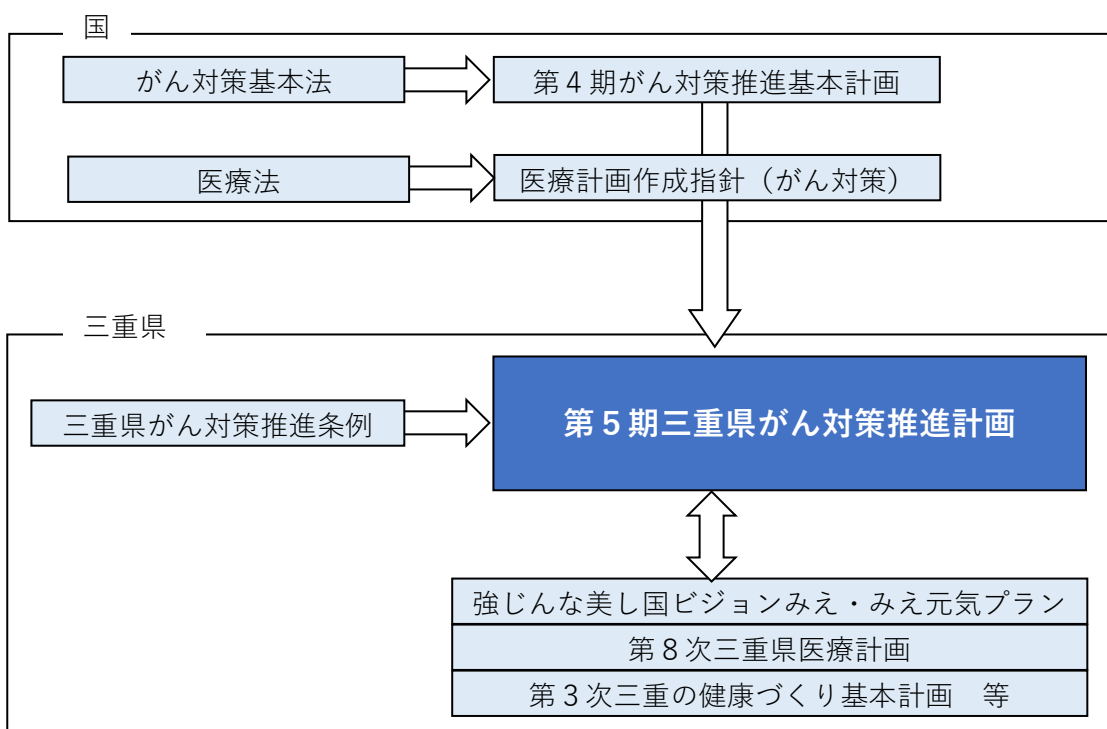 国
がん対策基本法
第４期がん対策推進基本計画
医療法
医療計画作成指針（がん対策）
三重県
三重県がん対策推進条例
第５期三重県がん対策推進計画
強じんな美し国ビジョンみえ・みえ元気プラン
第８次三重県医療計画
第３次三重の健康づくり基本計画　等